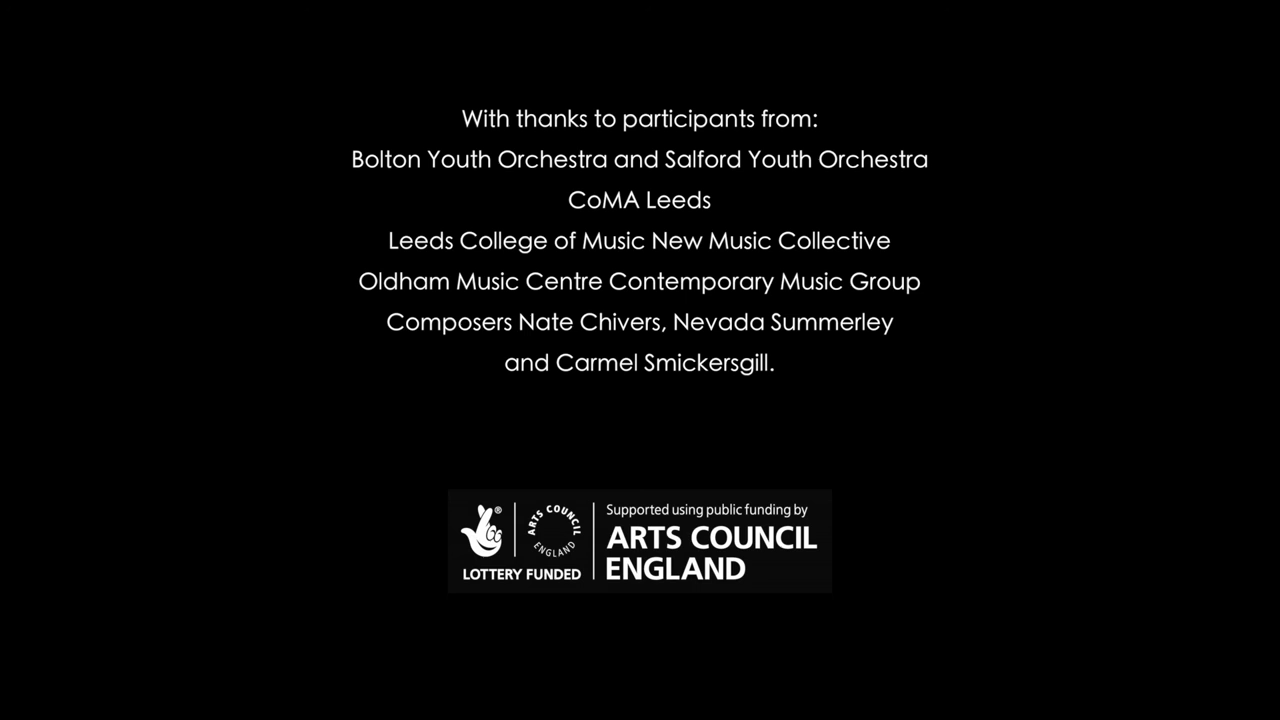 With thanks to participants from:
Bolton Youth Orchestra and Salford Youth Orchestra
CoMA Leeds
Leeds College of Music New Music Collective
Oldham Music Centre Contemporary Music Group
Composers Nate Chivers, Nevada Summerley
and Carmel Smickersgill.
®
ARTS COUNCIL
ENGLAND
LOTTERY FUNDED
Supported using public funding by
ARTS COUNCIL
ENGLAND